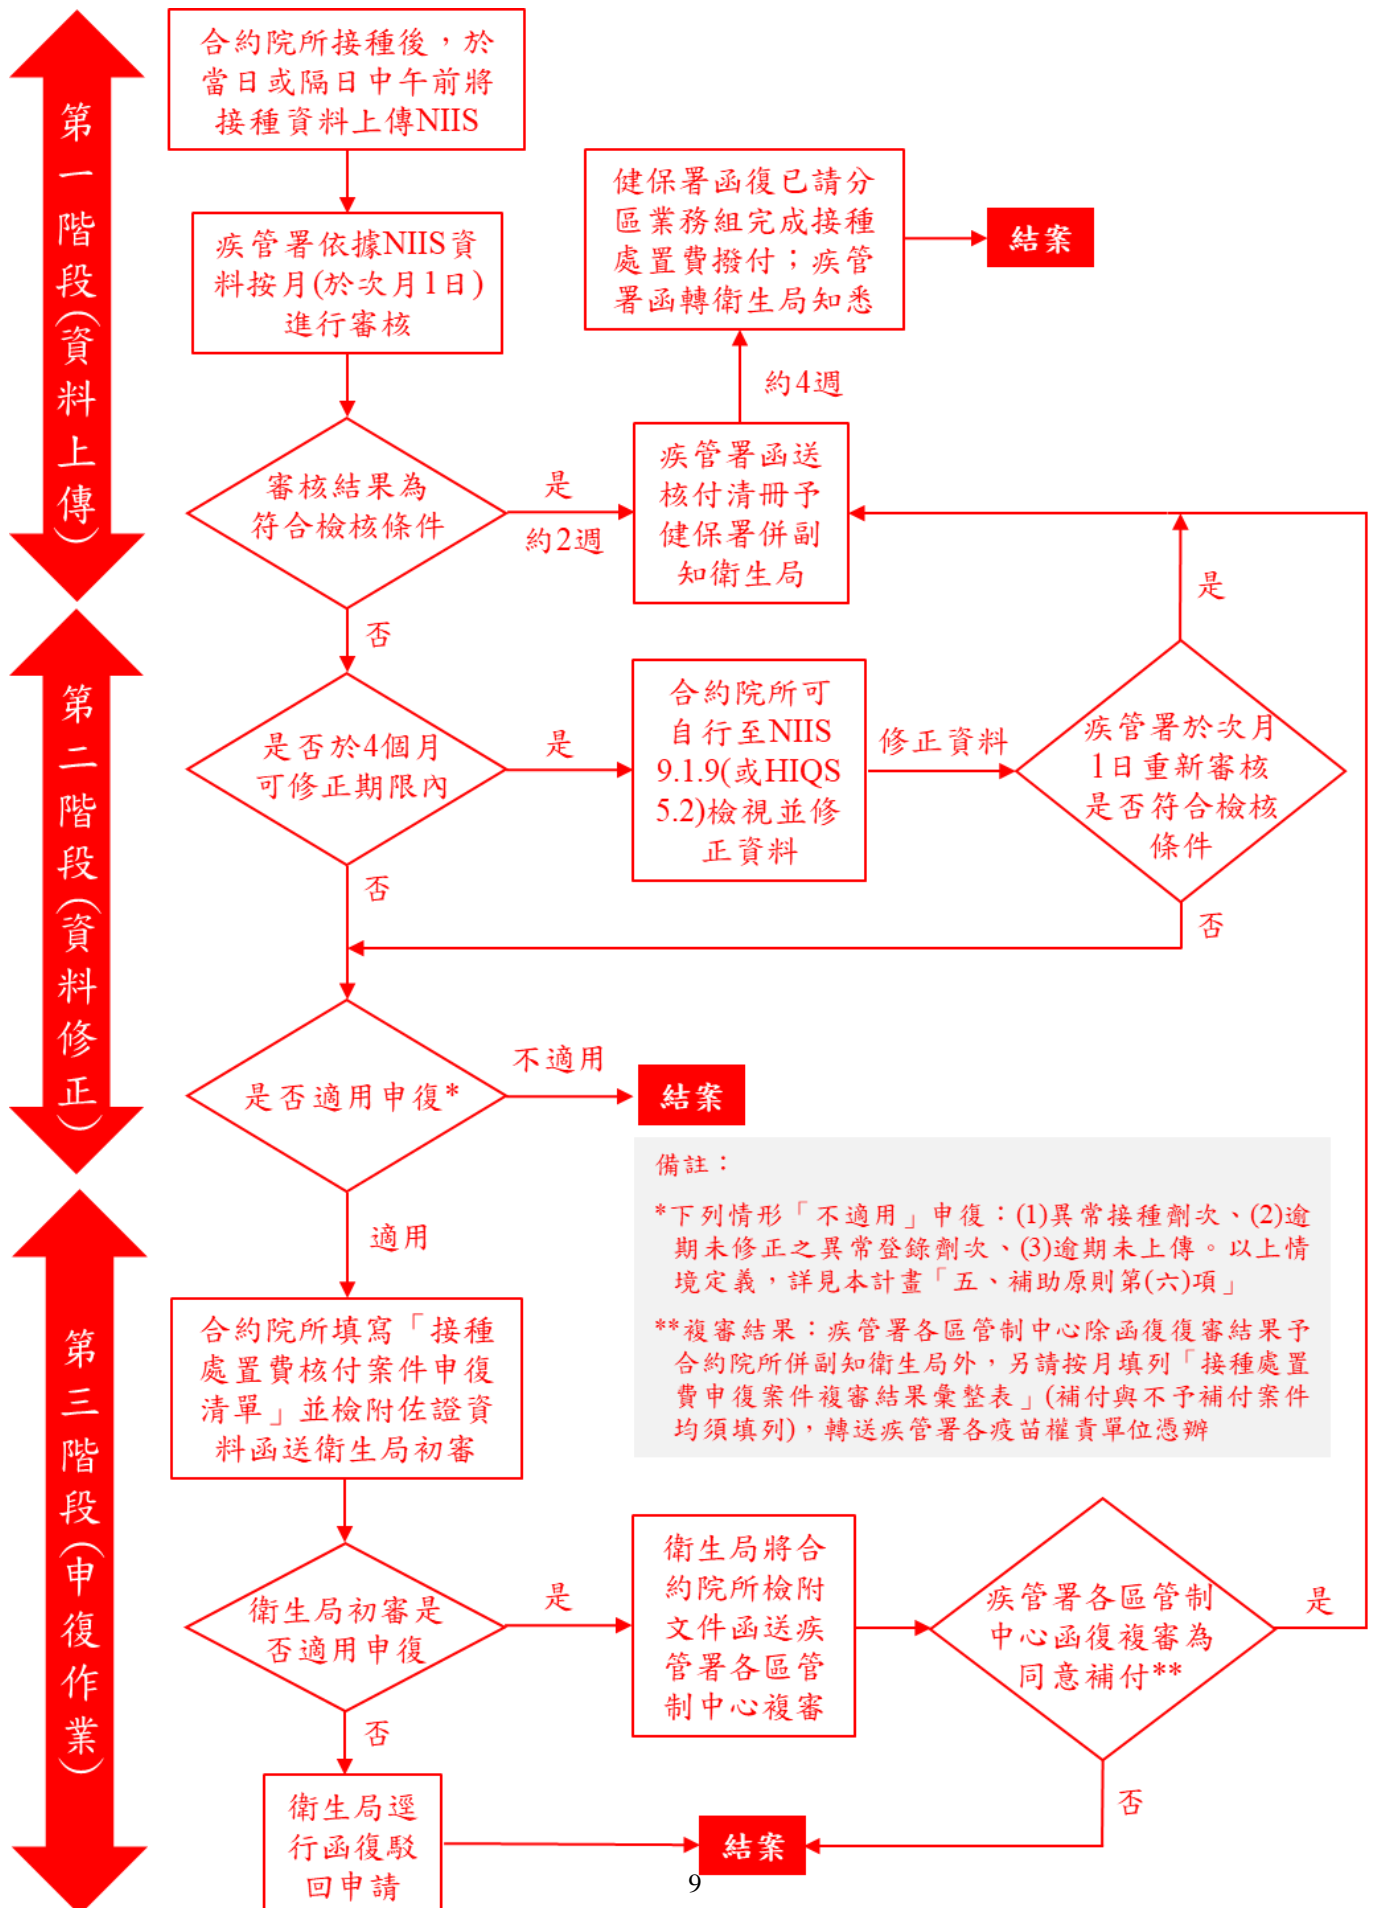 第一階段(資料上傳)
合約院所接種後，於
當日或隔日中午前將
接種資料上傳NIIS
疾管署依據NIIS資
料按月(於次月1日)
進行審核
健保署函復已請分
區業務組完成接種
處置費撥付；疾管
署函轉衛生局知悉
結案
約4週
審核結果為
符合檢核條件
是
約2週
疾管署函送
核付清冊予
健保署併副
知衛生局
是
否
第二階段(資料修正)
是否於4個月
可修正期限內
是
合約院所可
自行至NIIS
9.1.9(或HIQS
5.2)檢視並修
正資料
修正資料
疾管署於次月
1日重新審核
是否符合檢核
條件
否
否
是否適用申復*
不適用
結案
適用
備註：
*下列情形「不適用」申復：(1)異常接種劑次、(2)逾
期未修正之異常登錄劑次、(3)逾期未上傳。以上情
境定義，詳見本計畫「五、補助原則第(六)項」
**複審結果：疾管署各區管制中心除函復復審結果予
合約院所併副知衛生局外，另請按月填列「接種處置
費申復案件複審結果彙整表」(補付與不予補付案件
均須填列)，轉送疾管署各疫苗權責單位憑辦
第三階段(申復作業)
合約院所填寫「接種
處置費核付案件申復
清單」並檢附佐證資
料函送衛生局初審
衛生局初審是
否適用申復
是
衛生局將合
約院所檢附
文件函送疾
管署各區管
制中心複審
疾管署各區管制
中心函復複審為
同意補付**
是
否
否
衛生局逕
行函復駁
回申請
結案
9